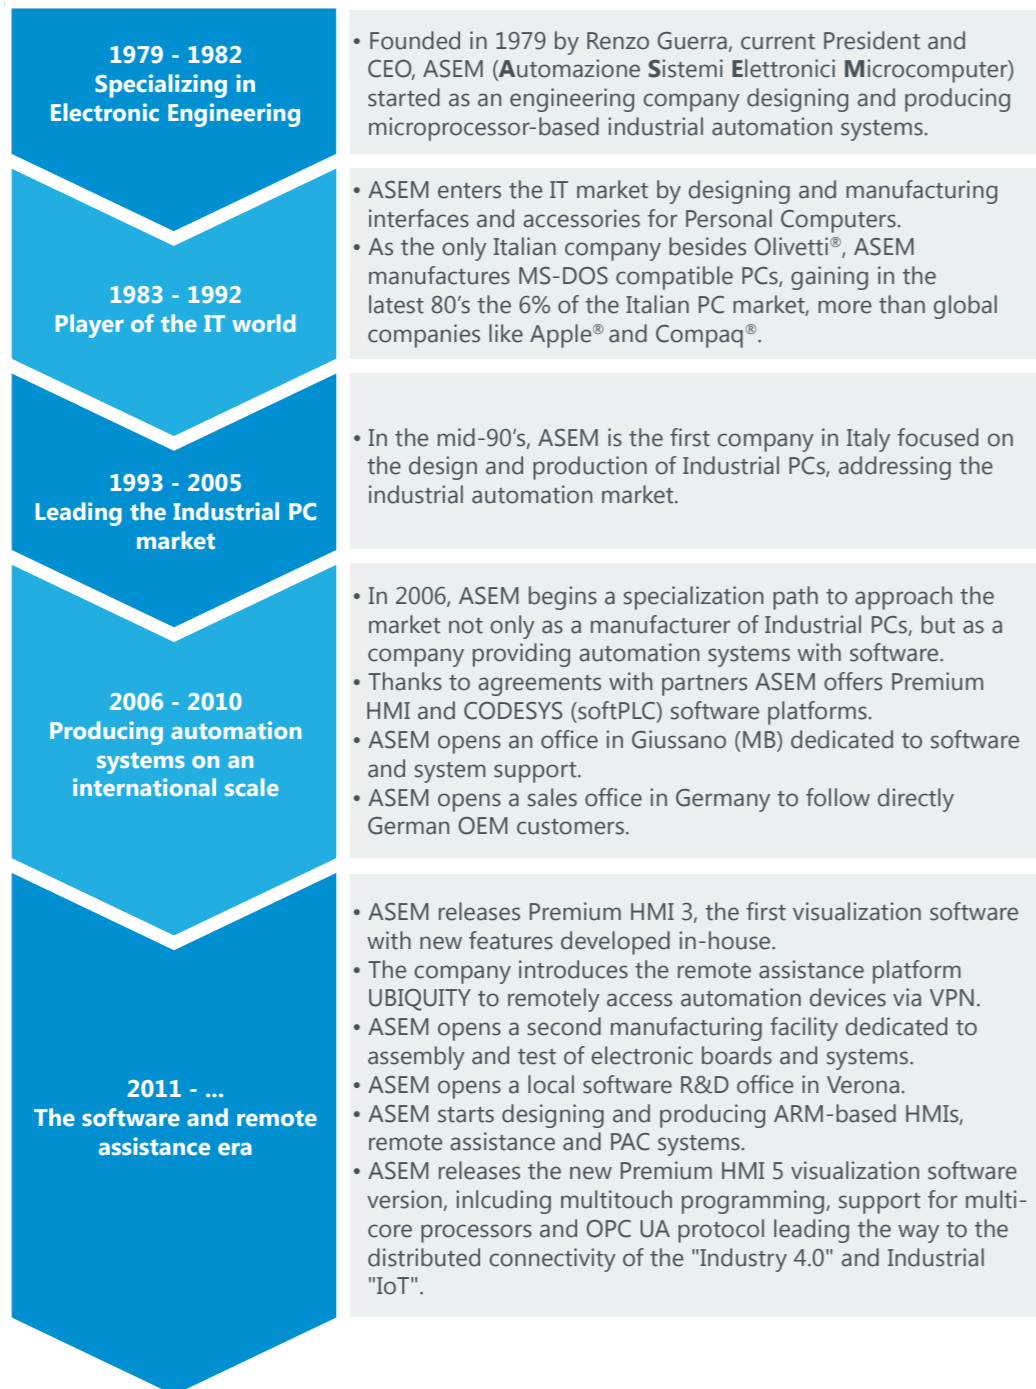 1979 - 1982
Specializing in
Electronic Engineering
• Founded in 1979 by Renzo Guerra, current President and
CEO, ASEM (Automazione Sistemi Elettronici Microcomputer)
started as an engineering company designing and producing
microprocessor-based industrial automation systems.
1983 - 1992
Player of the IT world
• ASEM enters the IT market by designing and manufacturing
interfaces and accessories for Personal Computers.
• As the only Italian company besides Olivetti®, ASEM
manufactures MS-DOS compatible PCs, gaining in the
latest 80's the 6% of the Italian PC market, more than global
companies like Apple® and Compaq®.
1993 - 2005
Leading the Industrial PC
market
• In the mid-90's, ASEM is the first company in Italy focused on
the design and production of Industrial PCs, addressing the
industrial automation market.
2006 - 2010
Producing automation
systems on an
international scale
• In 2006, ASEM begins a specialization path to approach the
market not only as a manufacturer of Industrial PCs, but as a
company providing automation systems with software.
• Thanks to agreements with partners ASEM offers Premium
HMI and CODESYS (softPLC) software platforms.
• ASEM opens an office in Giussano (MB) dedicated to software
and system support.
• ASEM opens a sales office in Germany to follow directly
German OEM customers.
2011 - ...
The software and remote
assistance era
• ASEM releases Premium HMI 3, the first visualization software
with new features developed in-house.
• The company introduces the remote assistance platform
UBIQUITY to remotely access automation devices via VPN.
• ASEM opens a second manufacturing facility dedicated to
assembly and test of electronic boards and systems.
• ASEM opens a local software R&D office in Verona.
• ASEM starts designing and producing ARM-based HMIs,
remote assistance and PAC systems.
• ASEM releases the new Premium HMI 5 visualization software
version, inlcuding multitouch programming, support for multi-
core processors and OPC UA protocol leading the way to the
distributed connectivity of the "Industry 4.0" and Industrial
"IoT".